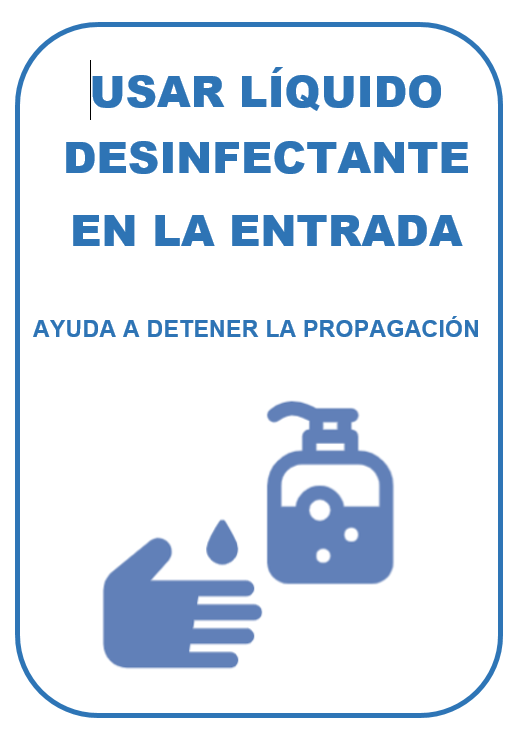 USAR LÍQUIDO
DESINFECTANTE
EN LA ENTRADA
AYUDA A DETENER LA PROPAGACIÓN